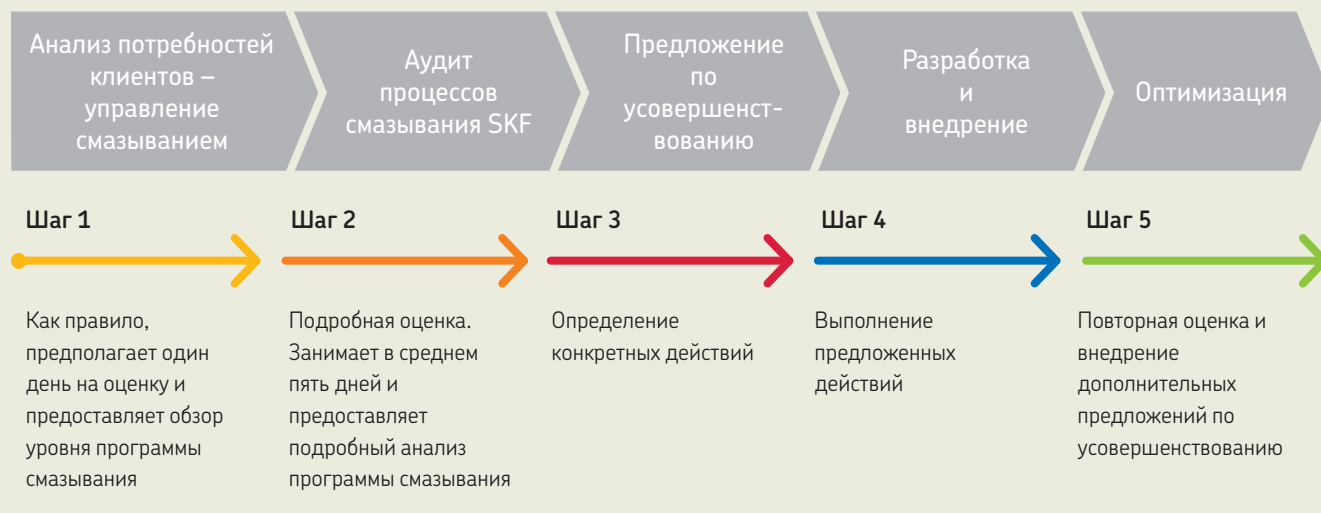 Анализ потребностей
клиентов –
управление
смазыванием
Аудит
процессов
смазывания SKF
Предложение
по
усовершенст-
вованию
Разработка
и
внедрение
Оптимизация
Шаг 1
Как правило,
предполагает один
день на оценку и
предоставляет обзор
уровня программы
смазывания
Шаг 2
Подробная оценка.
Занимает в среднем
пять дней и
предоставляет
подробный анализ
программы смазывания
Шаг 3
Определение
конкретных действий
Шаг 4
Выполнение
предложенных
действий
Шаг 5
Повторная оценка и
внедрение
дополнительных
предложений по
усовершенствованию